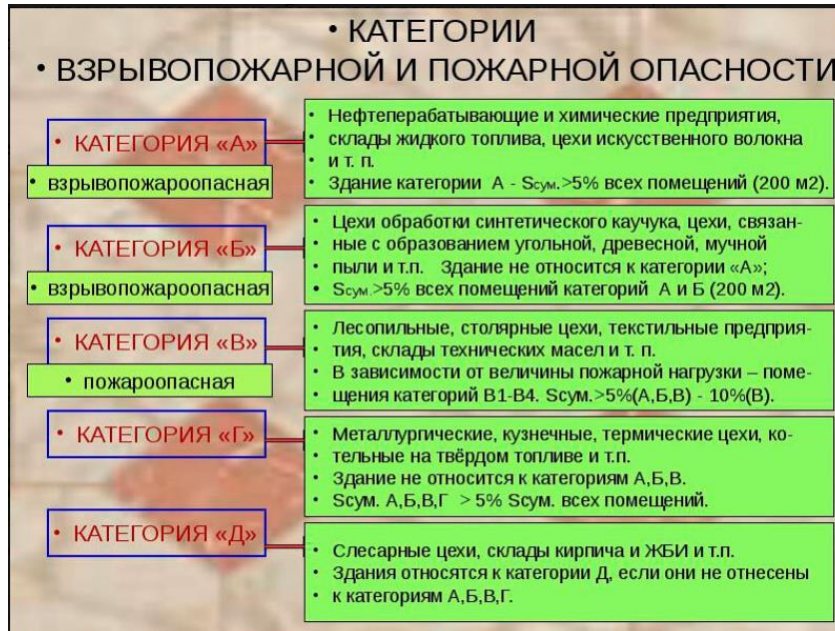 • КАТЕГОРИИ
• ВЗРЫВОПОЖАРНОЙ И ПОЖАРНОЙ ОПАСНОСТИ
• КАТЕГОРИЯ «А»
• взрывопожароопасная
• Нефтеперабатывающие и химические предприятия,
• склады жидкого топлива, цехи искусственного волокна
• и т. п.
• Здание категории А - Sсум.>5% всех помещений (200 м2).
• КАТЕГОРИЯ «Б»
• взрывопожароопасная
• Цехи обработки синтетического каучука, цехи, связан-
• ные с образованием угольной, древесной, мучной
• пыли и т.п. Здание не относится к категории «А»;
• Sсум.>5% всех помещений категорий А и Б (200 м2).
• КАТЕГОРИЯ «В»
• пожароопасная
• Лесопильные, столярные цехи, текстильные предприя-
• тия, склады технических масел и т. п.
• В зависимости от величины пожарной нагрузки – поме-
• щения категорий В1-В4. Sсум.>5%(А,Б,В) - 10%(В).
• КАТЕГОРИЯ «Г»
• Металлургические, кузнечные, термические цехи, ко-
• тельные на твёрдом топливе и т.п.
• Здание не относится к категориям А,Б,В.
• Sсум. А,Б,В,Г > 5% Sсум. всех помещений.
• КАТЕГОРИЯ «Д»
• Слесарные цехи, склады кирпича и ЖБИ и т.п.
• Здания относятся к категории Д, если они не отнесены
• к категориям А,Б,В,Г.